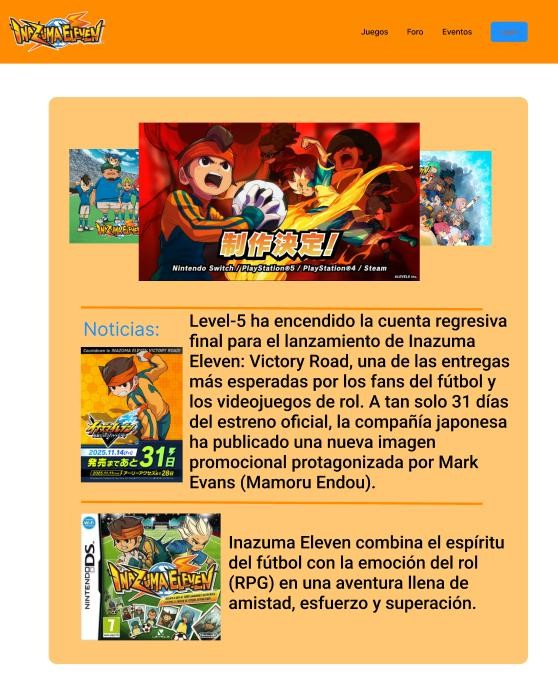 INAZUMA ELEVEN
Juegos Foro Eventos
制作決定!
Nintendo Switch / PlayStation®5 / PlayStation®4 / Steam
©LEVEL5 Inc.
Noticias:
Countdown to INAZUMA ELEVEN VICTORY ROAD!
2025.11.14
発売まであと31日
Level-5 ha encendido la cuenta regresiva
final para el lanzamiento de Inazuma
Eleven: Victory Road, una de las entregas
más esperadas por los fans del fútbol y
los videojuegos de rol. A tan solo 31 días
del estreno oficial, la compañía japonesa
ha publicado una nueva imagen
promocional protagonizada por Mark
Evans (Mamoru Endou).
NINTENDO DS
INAZUMA ELEVEN
7
Inazuma Eleven combina el espíritu
del fútbol con la emoción del rol
(RPG) en una aventura llena de
amistad, esfuerzo y superación.